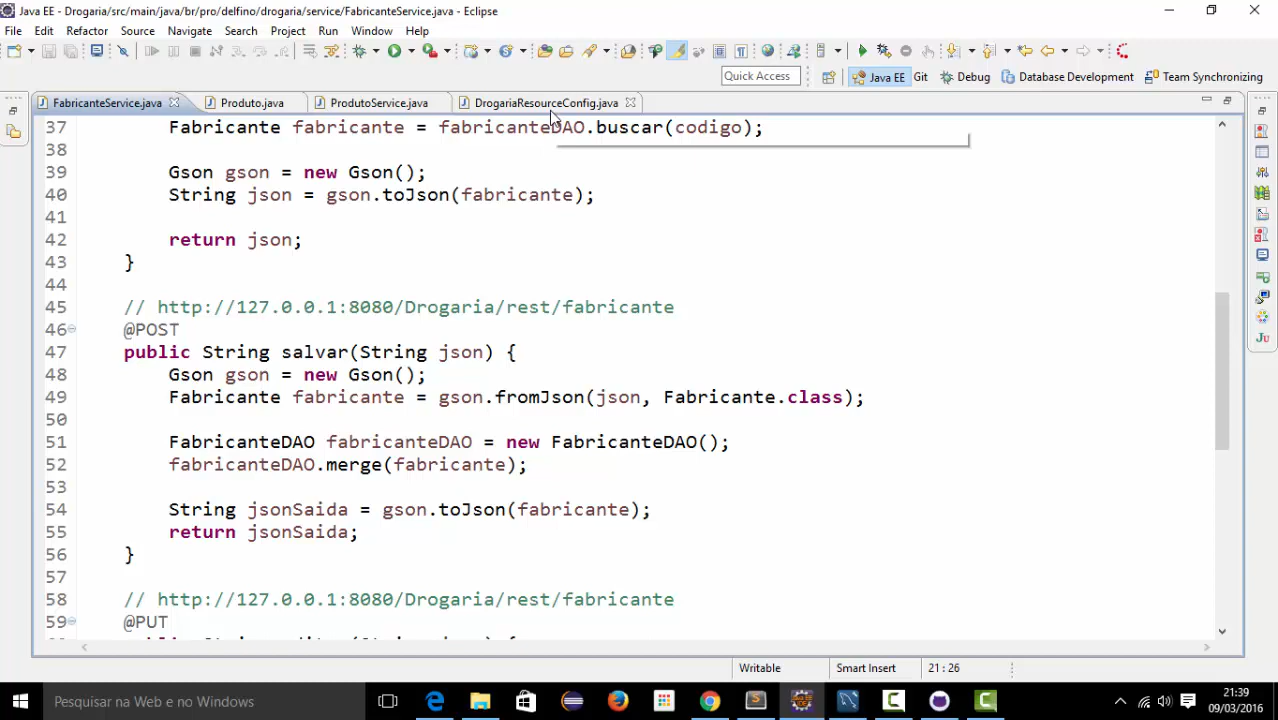 Java EE - Drogaria/src/main/java/br/pro/delfino/drogaria/service/FabricanteService.java - Eclipse
File Edit Refactor Source Navigate Search Project Run Window Help
Quick Access Java EE Git Debug Database Development Team Synchronizing
FabricanteService.java Produto.java ProdutoService.java DrogariaResourceConfig.java
37 Fabricante fabricante = fabricanteDAO.buscar(codigo);
38
39 Gson gson = new Gson();
40 String json = gson.toJson(fabricante);
41
42 return json;
43 }
44
45 // http://127.0.0.1:8080/Drogaria/rest/fabricante
46 @POST
47 public String salvar(String json) {
48 Gson gson = new Gson();
49 Fabricante fabricante = gson.fromJson(json, Fabricante.class);
50
51 FabricanteDAO fabricanteDAO = new FabricanteDAO();
52 fabricanteDAO.merge(fabricante);
53
54 String jsonSaida = gson.toJson(fabricante);
55 return jsonSaida;
56 }
57
58 // http://127.0.0.1:8080/Drogaria/rest/fabricante
59 @PUT
Writable Smart Insert 21 : 26
Pesquisar na Web e no Windows
21:39
09/03/2016